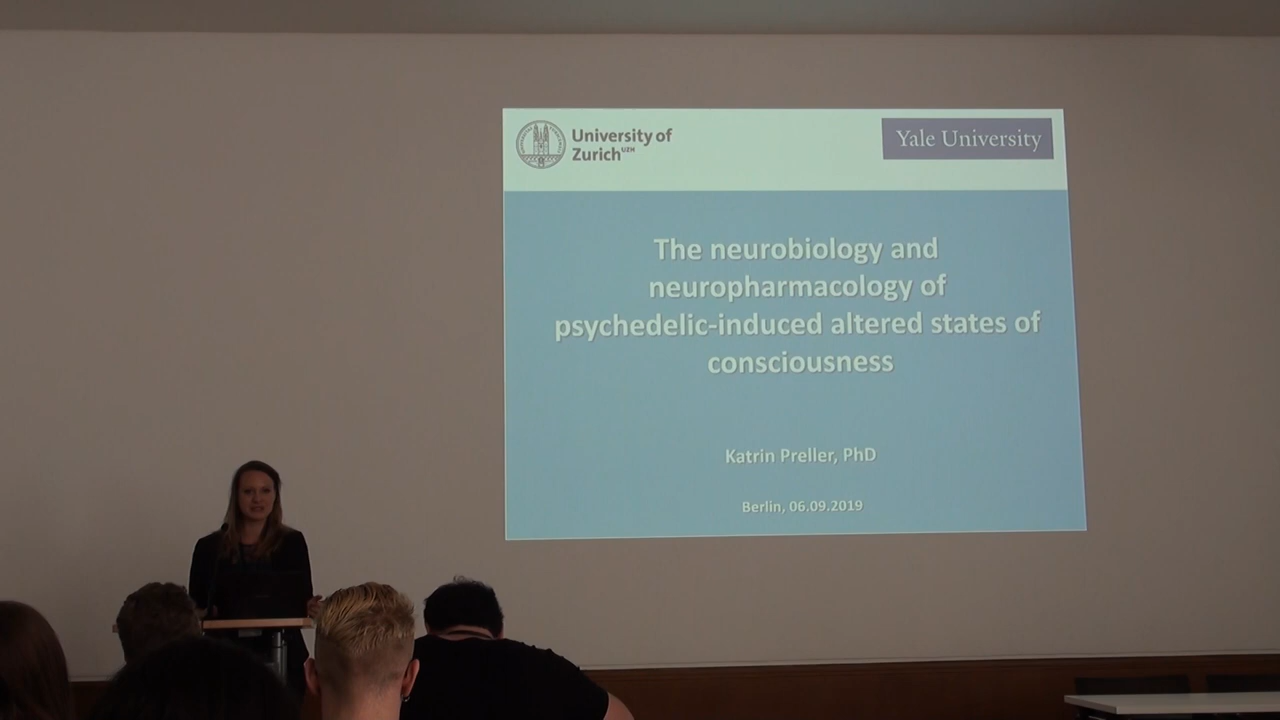 University of
Zurich UZH
Yale University
The neurobiology and
neuropharmacology of
psychedelic-induced altered states of
consciousness
Katrin Preller, PhD
Berlin, 06.09.2019